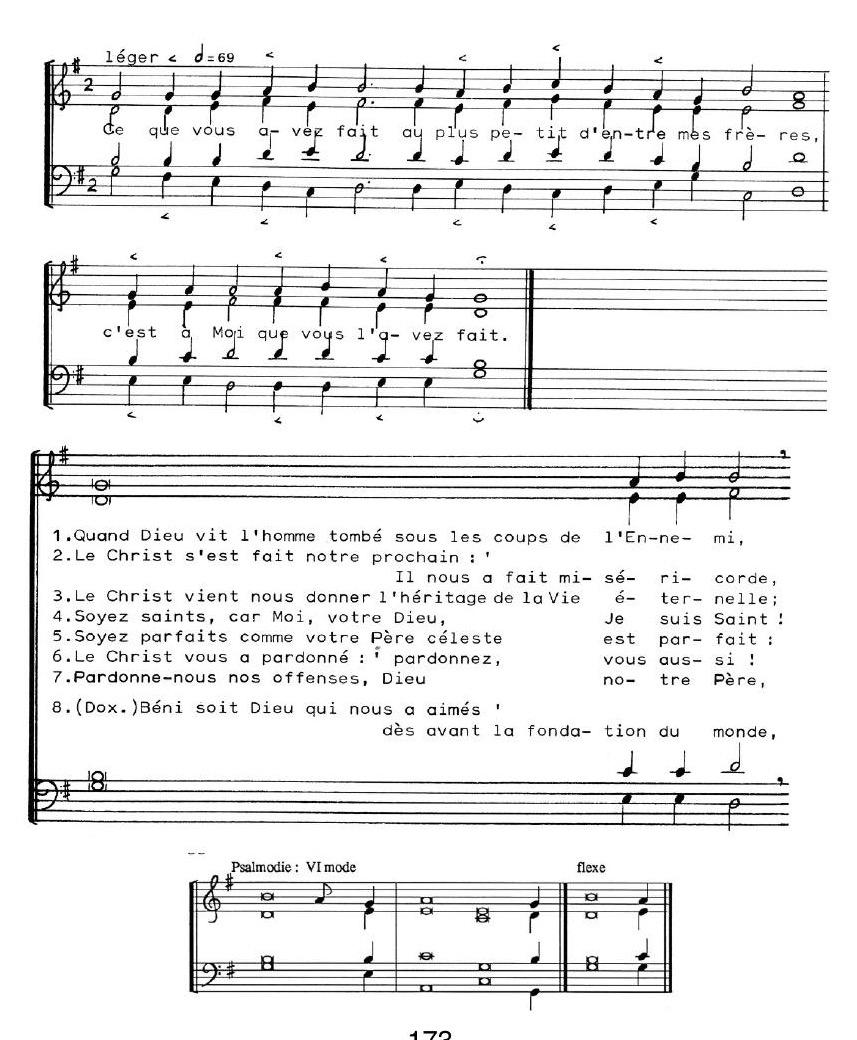 léger < 𝅗𝅥=69
Ce que vous a- vez fait au plus pe- tit d'en-tre mes frè- res,
c'est à Moi que vous l'a- vez fait.
1.Quand Dieu vit l'homme tombé sous les coups de l'En-ne- mi,
2.Le Christ s'est fait notre prochain : '
Il nous a fait mi- sé- ri- corde,
3.Le Christ vient nous donner l'héritage de la Vie é- ter- nelle;
4.Soyez saints, car Moi, votre Dieu, Je suis Saint !
5.Soyez parfaits comme votre Père céleste est par- fait :
6.Le Christ vous a pardonné : ' pardonnez, vous aus- si !
7.Pardonne-nous nos offenses, Dieu no- tre Père,
8.(Dox.)Béni soit Dieu qui nous a aimés '
dès avant la fonda- tion du monde,
Psalmodie : VI mode flexe
173